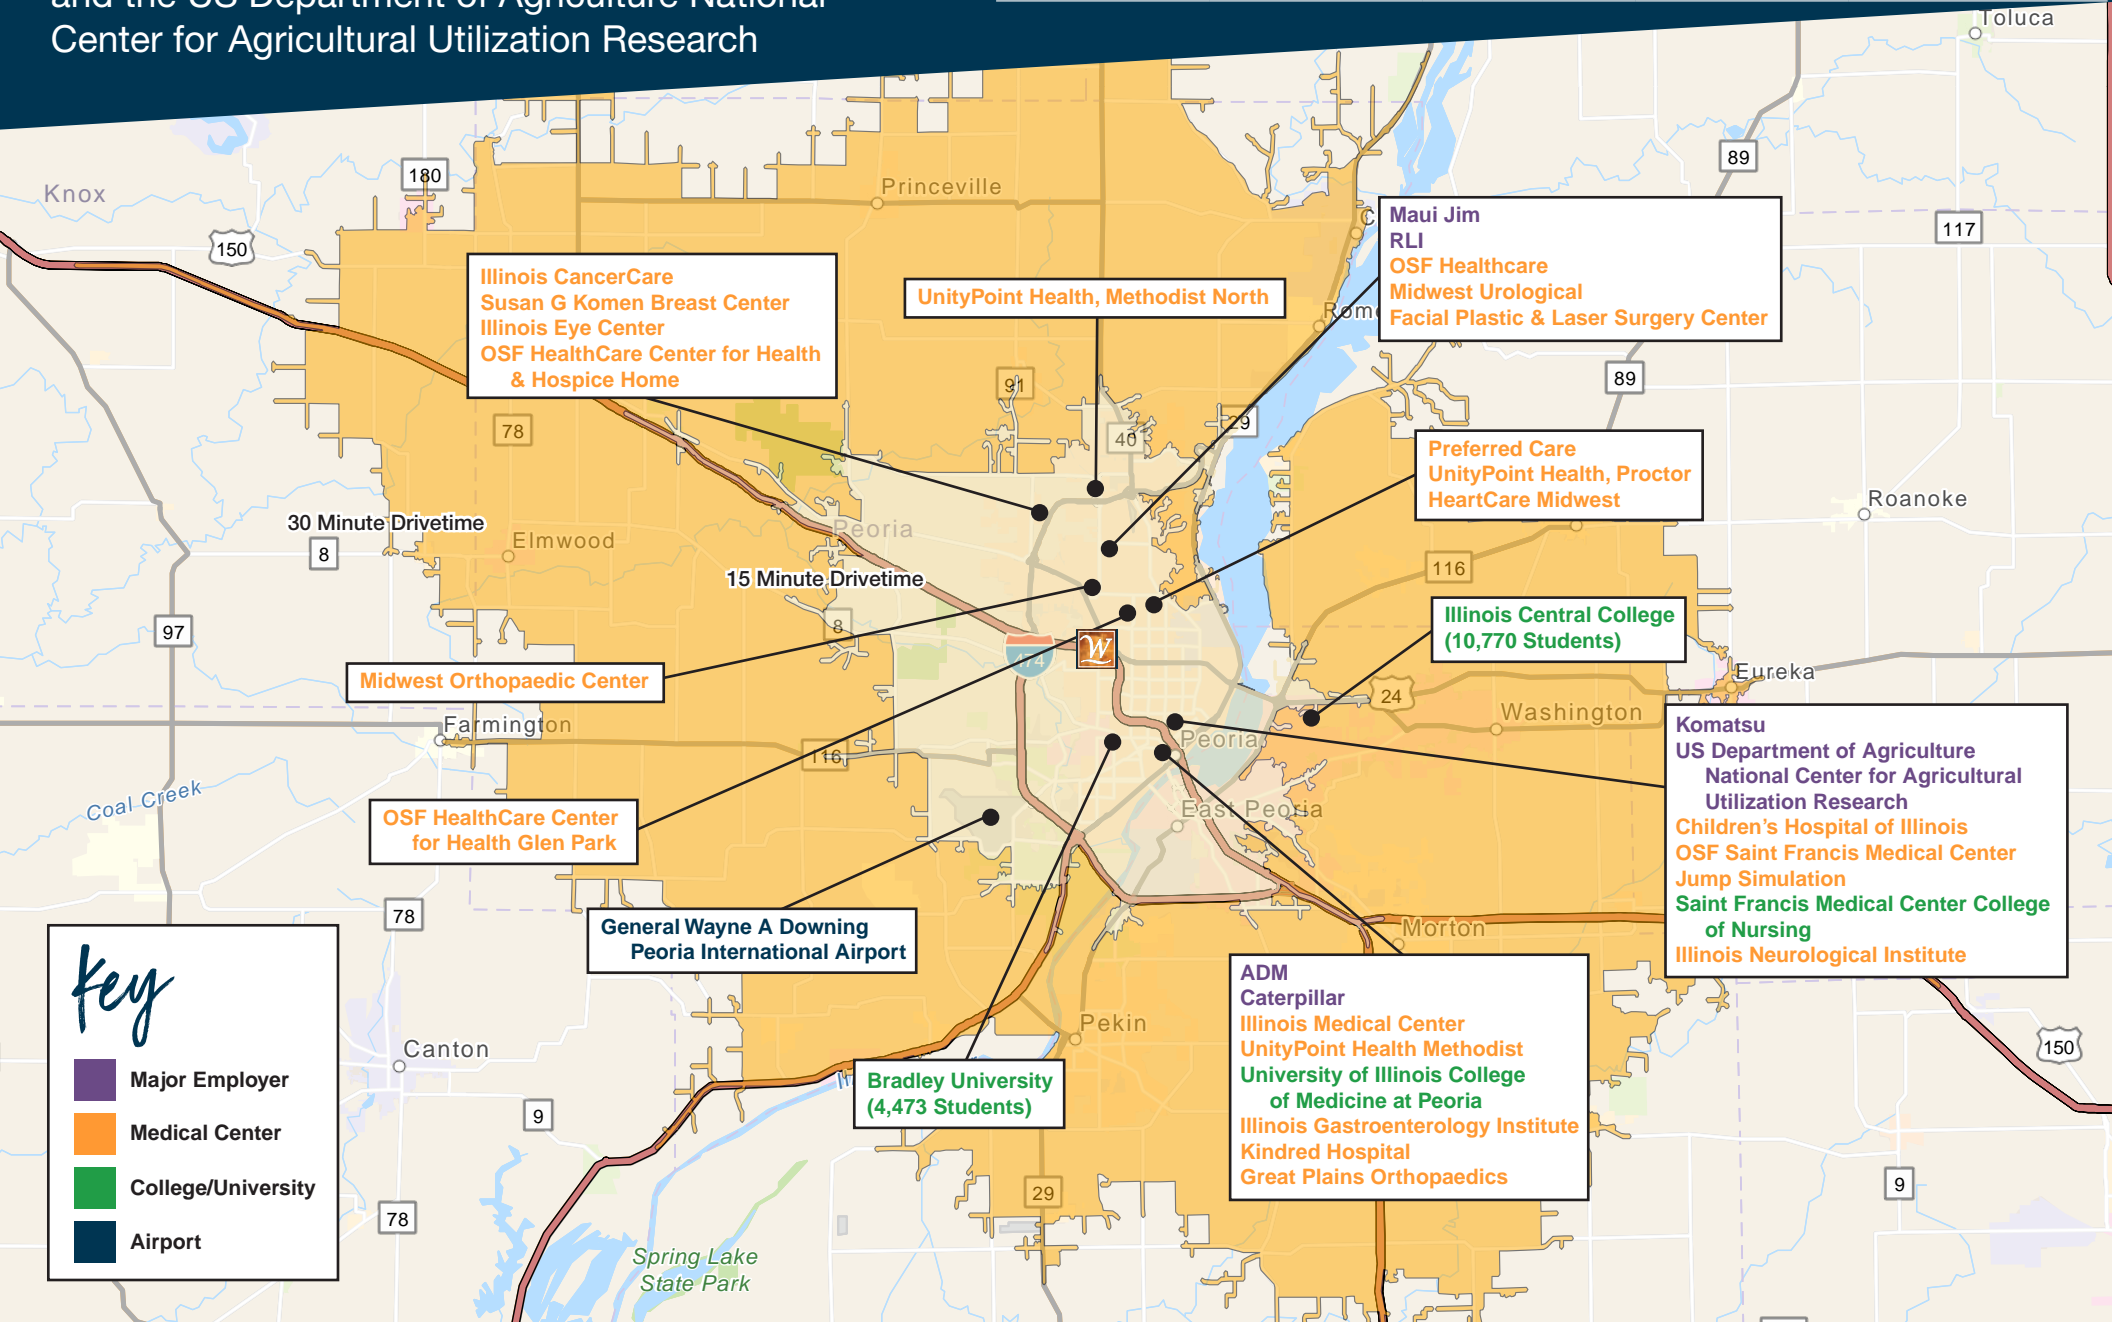 Center for Agricultural Utilization Research
Toluca
Knox
180
150
Princeville
89
117
Maui Jim
RLI
OSF Healthcare
Midwest Urological
Facial Plastic & Laser Surgery Center
Illinois CancerCare
Susan G Komen Breast Center
Illinois Eye Center
OSF HealthCare Center for Health
& Hospice Home
UnityPoint Health, Methodist North
91
89
78
40
29
Preferred Care
UnityPoint Health, Proctor
HeartCare Midwest
Roanoke
30 Minute Drivetime
8
Elmwood
Peoria
15 Minute Drivetime
116
97
8
474
W
Illinois Central College
(10,770 Students)
Eureka
Midwest Orthopaedic Center
24
Washington
Farmington
116
Peoria
Komatsu
US Department of Agriculture
National Center for Agricultural
Utilization Research
Children's Hospital of Illinois
OSF Saint Francis Medical Center
Jump Simulation
Saint Francis Medical Center College
of Nursing
Illinois Neurological Institute
Coal Creek
OSF HealthCare Center
for Health Glen Park
East Peoria
78
General Wayne A Downing
Peoria International Airport
Morton
ADM
Caterpillar
Illinois Medical Center
UnityPoint Health Methodist
University of Illinois College
of Medicine at Peoria
Illinois Gastroenterology Institute
Kindred Hospital
Great Plains Orthopaedics
key
Major Employer
Medical Center
College/University
Airport
Canton
Pekin
150
Bradley University
(4,473 Students)
9
29
9
78
Spring Lake
State Park